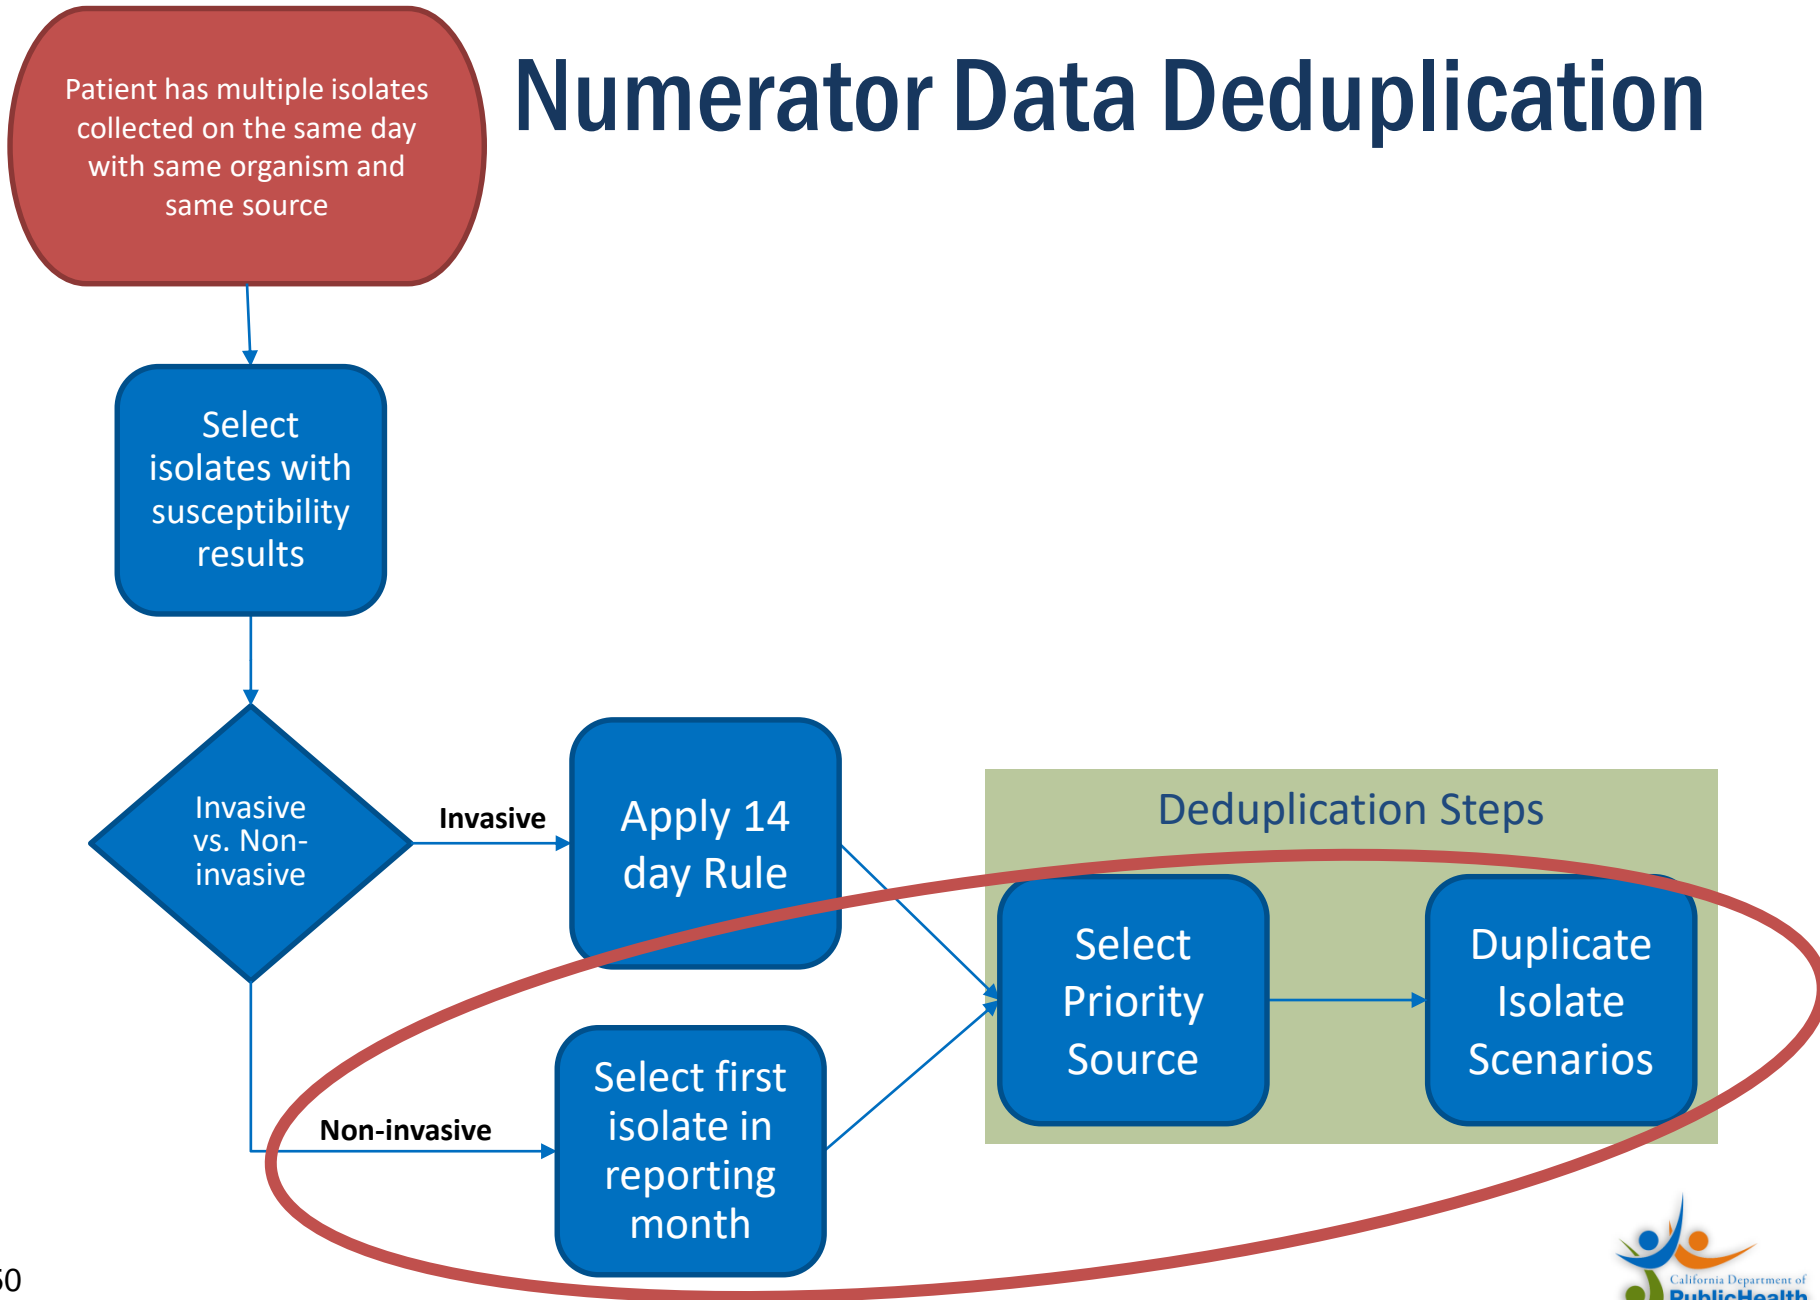 Numerator Data Deduplication
Patient has multiple isolates
collected on the same day
with same organism and
same source
Select
isolates with
susceptibility
results
Invasive
vs. Non-
invasive
Invasive
Apply 14
day Rule
Non-invasive
Select first
isolate in
reporting
month
Deduplication Steps
Select
Priority
Source
Duplicate
Isolate
Scenarios
California Department of
PublicHealth